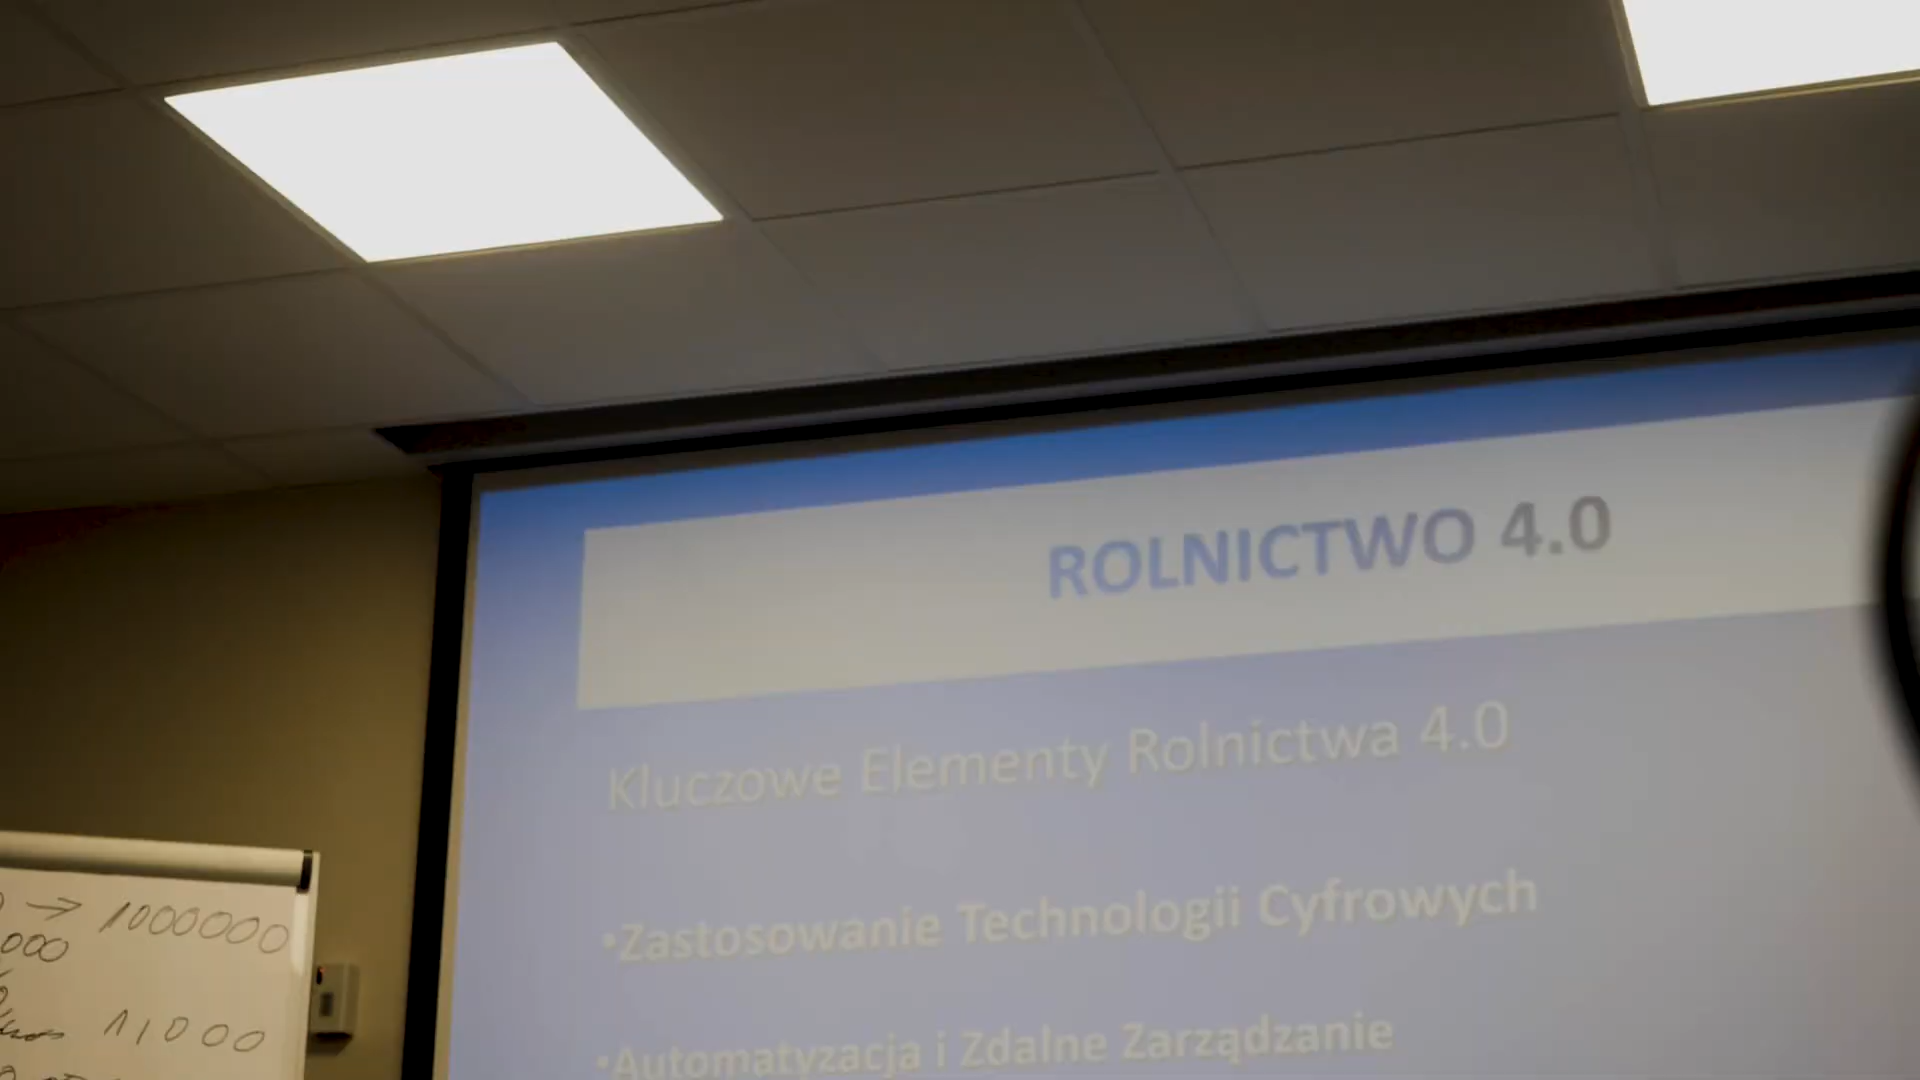 ROLNICTWO 4.0
Kluczowe Elementy Rolnictwa 4.0
•Zastosowanie Technologii Cyfrowych
•Automatyzacja i Zdalne Zarządzanie
→ 1000000
000
11000